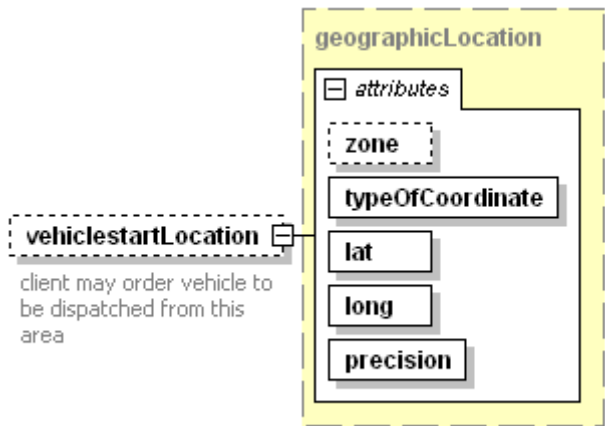 geographicLocation
attributes
zone
typeOfCoordinate
vehiclestartLocation
lat
client may order vehicle to
be dispatched from this
area
long
precision